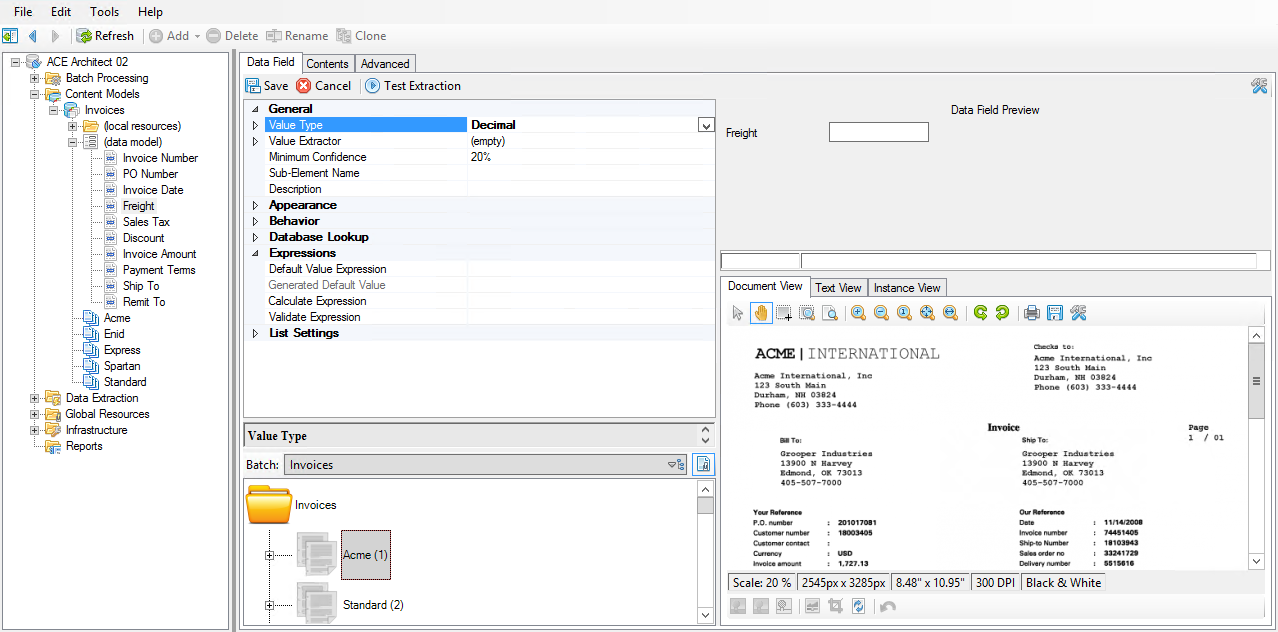 File Edit Tools Help
Refresh Add Delete Rename Clone
ACE Architect 02
Batch Processing
Content Models
Invoices
(local resources)
(data model)
Invoice Number
PO Number
Invoice Date
Freight
Sales Tax
Discount
Invoice Amount
Payment Terms
Ship To
Remit To
Acme
Enid
Express
Spartan
Standard
Data Extraction
Global Resources
Infrastructure
Reports
Data Field Contents Advanced
Save Cancel Test Extraction
General
Value Type Decimal
Value Extractor (empty)
Minimum Confidence 20%
Sub-Element Name
Description
Appearance
Behavior
Database Lookup
Expressions
Default Value Expression
Generated Default Value
Calculate Expression
Validate Expression
List Settings
Value Type
Batch: Invoices
Invoices
Acme (1)
Standard (2)
Data Field Preview
Freight
Document View Text View Instance View
ACME | INTERNATIONAL
Acme International, Inc
123 South Main
Durham, NH 03824
Phone (603) 333-4444
Checks to:
Acme International, Inc
123 South Main
Durham, NH 03824
Phone (603) 333-4444
Invoice
Page
1 / 01
Bill To:
Grooper Industries
13900 N Harvey
Edmond, OK 73013
405-507-7000
Ship To:
Grooper Industries
13900 N Harvey
Edmond, OK 73013
405-507-7000
Your Reference
P.O. number : 201017081
Customer number : 18003405
Customer contact :
Currency : USD
Invoice amount : 1,727.13
Our Reference
Date : 11/14/2008
Invoice number : 74451405
Ship-to Number : 18103943
Sales order no : 33241729
Delivery number : 5515616
Scale: 20 % 2545px x 3285px 8.48" x 10.95" 300 DPI Black & White